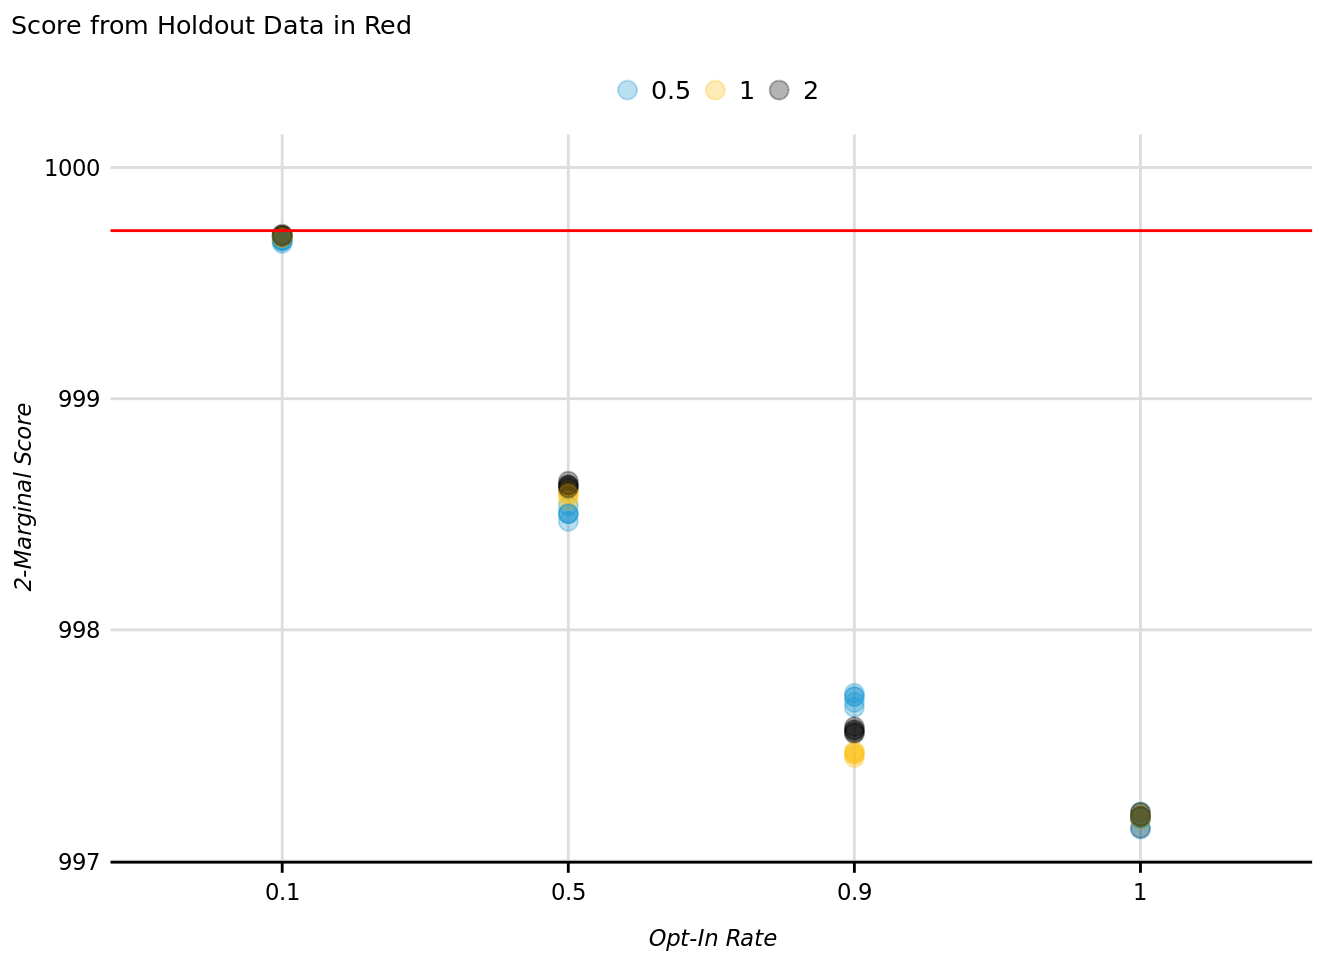 Score from Holdout Data in Red
0.5 1 2
1000
999
998
997
2-Marginal Score
0.1 0.5 0.9 1
Opt-In Rate